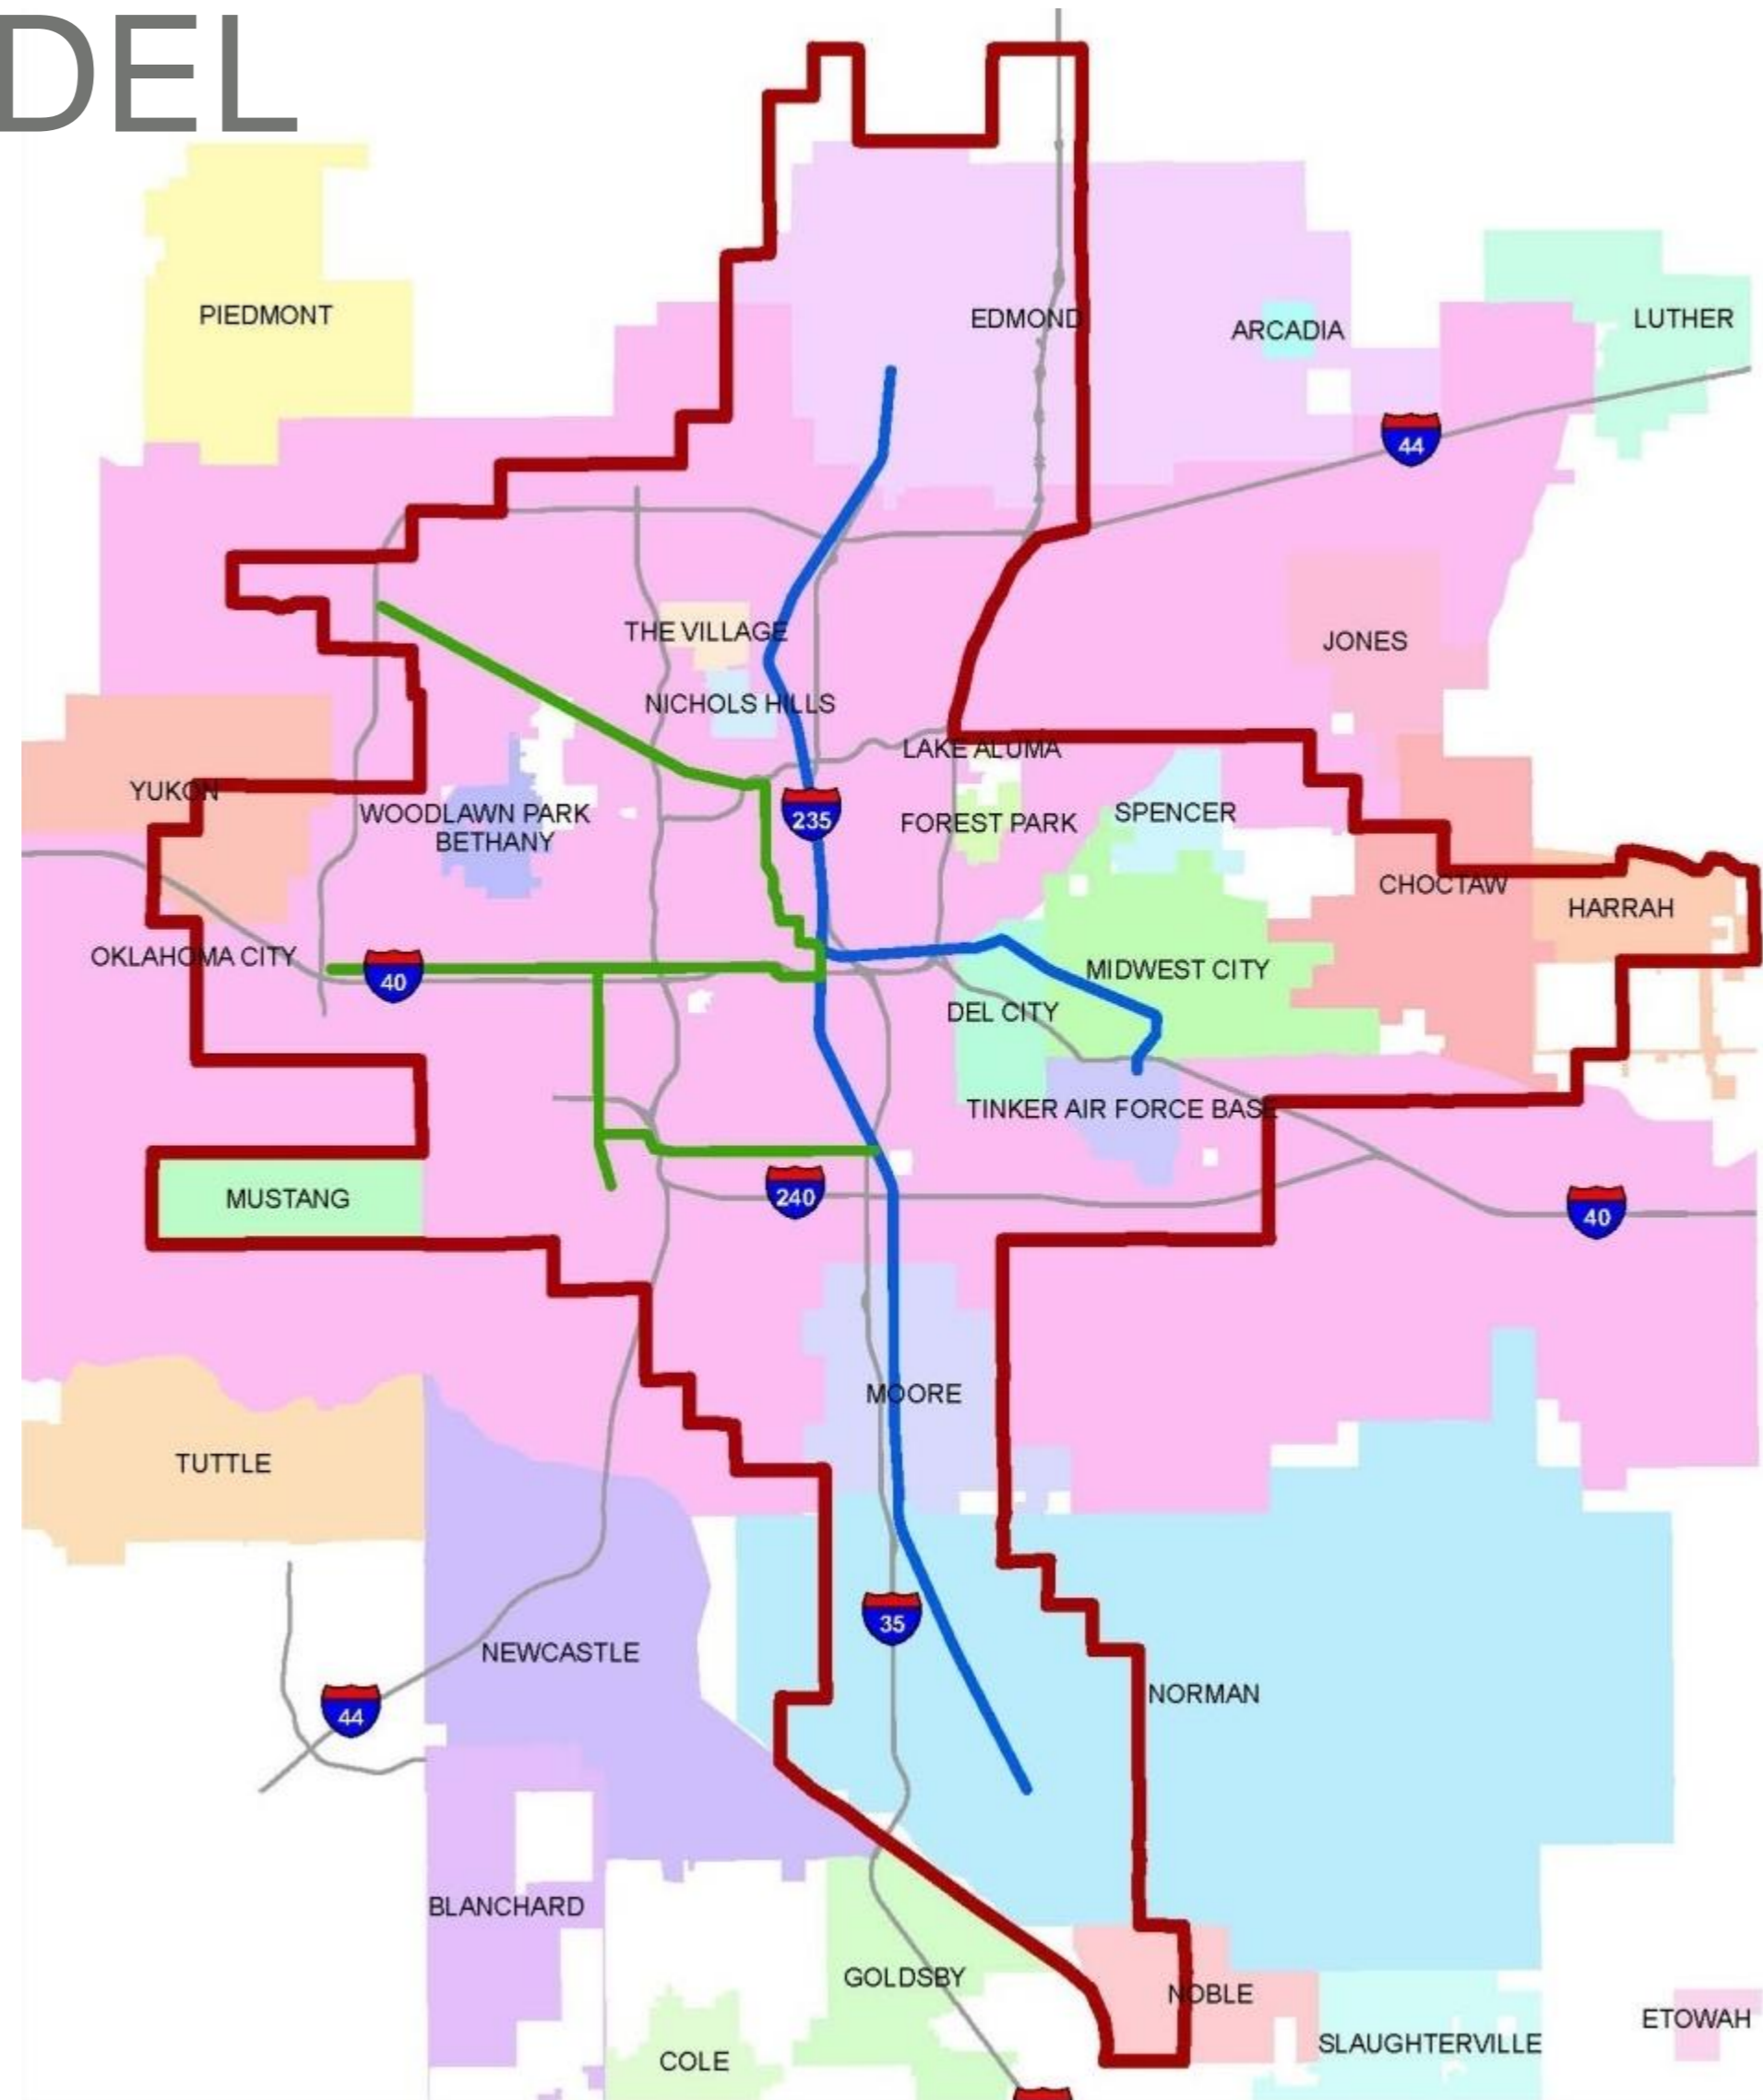 DEL
PIEDMONT
EDMOND
ARCADIA
LUTHER
44
THE VILLAGE
JONES
NICHOLS HILLS
LAKE ALUMA
YUKON
WOODLAWN PARK
BETHANY
235
FOREST PARK
SPENCER
CHOCTAW
HARRAH
OKLAHOMA CITY
40
MIDWEST CITY
DEL CITY
TINKER AIR FORCE BASE
MUSTANG
240
40
MOORE
TUTTLE
35
NEWCASTLE
NORMAN
44
BLANCHARD
GOLDSBY
NOBLE
ETOWAH
SLAUGHTERVILLE
COLE